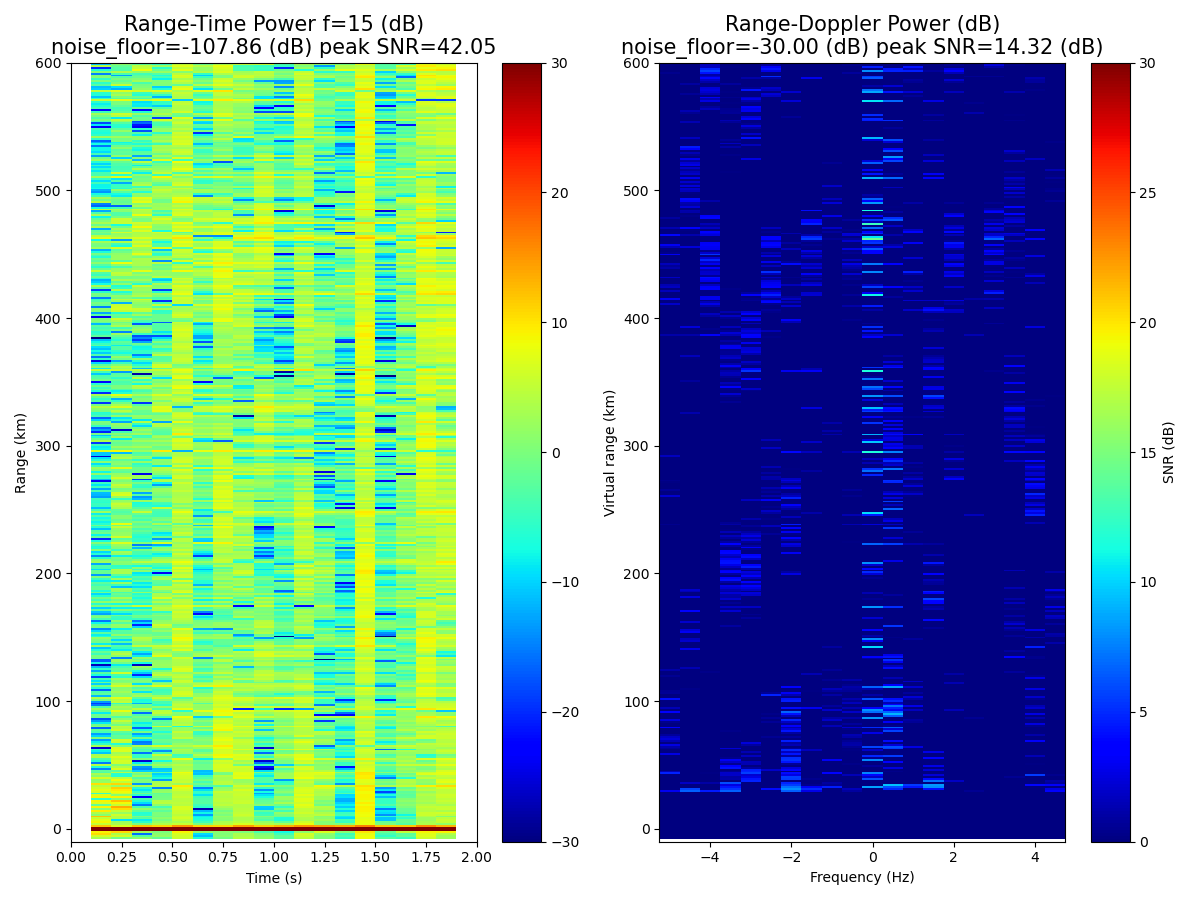 Range-Time Power f=15 (dB)
noise_floor=-107.86 (dB) peak SNR=42.05
600
500
400
300
200
100
0
Range (km)
0.00 0.25 0.50 0.75 1.00 1.25 1.50 1.75 2.00
Time (s)
30
20
10
0
−10
−20
−30
Range-Doppler Power (dB)
noise_floor=-30.00 (dB) peak SNR=14.32 (dB)
600
500
400
300
200
100
0
Virtual range (km)
−4 −2 0 2 4
Frequency (Hz)
30
25
20
15
10
5
0
SNR (dB)